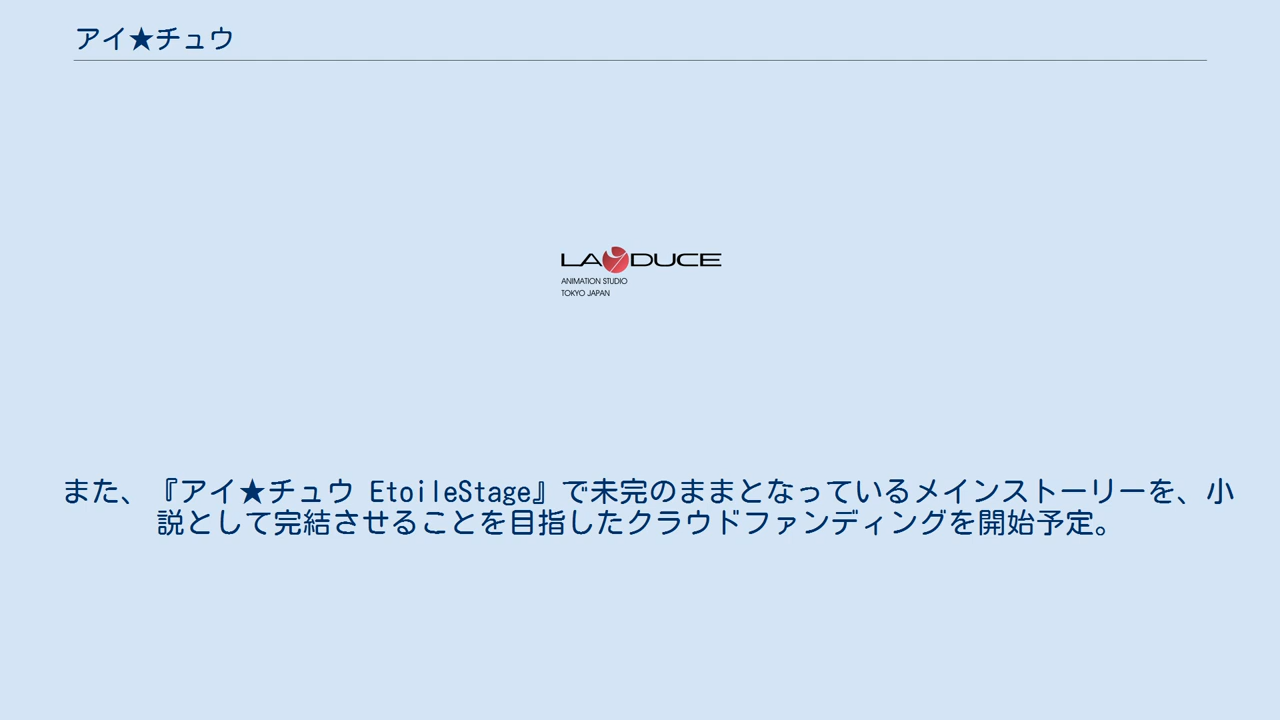 アイ★チュウ
LAYDUCE
ANIMATION STUDIO
TOKYO JAPAN
また、『アイ★チュウ EtoileStage』で未完のままとなっているメインストーリーを、小
説として完結させることを目指したクラウドファンディングを開始予定。